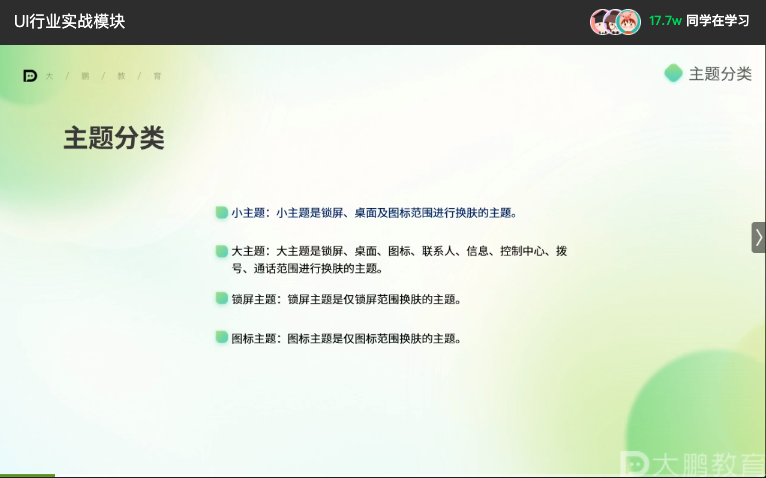 UI行业实战模块
17.7w 同学在学习
大 / 鹏 / 教 / 育
主题分类
主题分类
小主题：小主题是锁屏、桌面及图标范围进行换肤的主题。
大主题：大主题是锁屏、桌面、图标、联系人、信息、控制中心、拨
号、通话范围进行换肤的主题。
锁屏主题：锁屏主题是仅锁屏范围换肤的主题。
图标主题：图标主题是仅图标范围换肤的主题。
大鹏教育